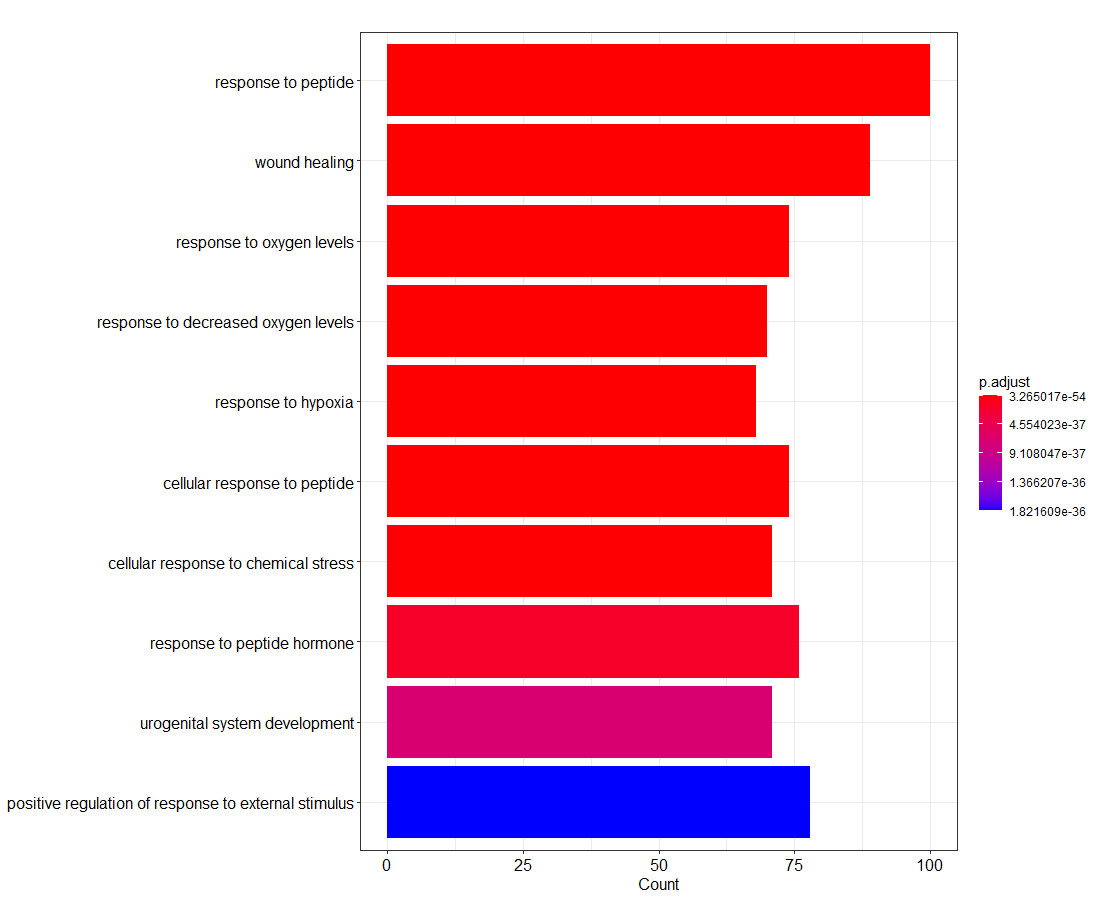 response to peptide
wound healing
response to oxygen levels
response to decreased oxygen levels
response to hypoxia
cellular response to peptide
cellular response to chemical stress
response to peptide hormone
urogenital system development
positive regulation of response to external stimulus
0 25 50 75 100
Count
p.adjust
3.265017e-54
4.554023e-37
9.108047e-37
1.366207e-36
1.821609e-36